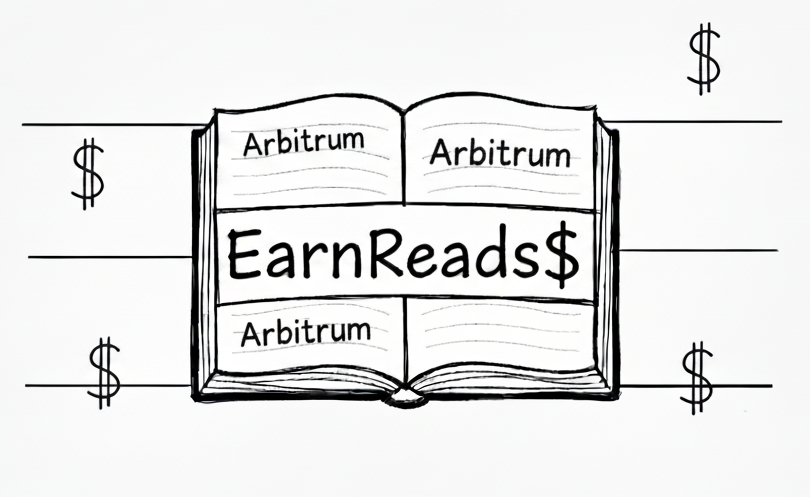 $
$
Arbitrum Arbitrum
EarnReads$
Arbitrum
$ $